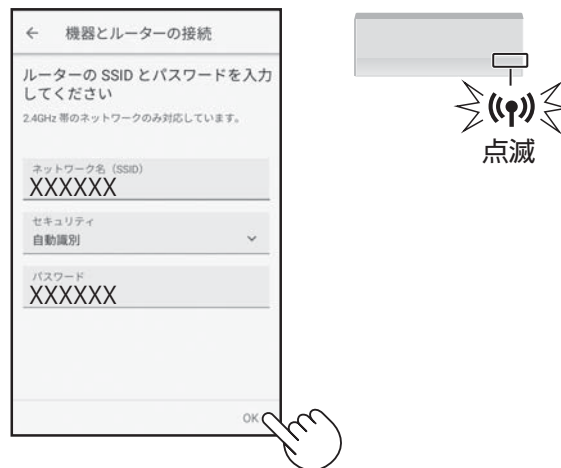 ← 機器とルーターの接続
ルーターの SSID とパスワードを入力
してください
2.4GHz 帯のネットワークのみ対応しています。
ネットワーク名（SSID）
XXXXXX
セキュリティ
自動識別
パスワード
XXXXXX
OK
点滅